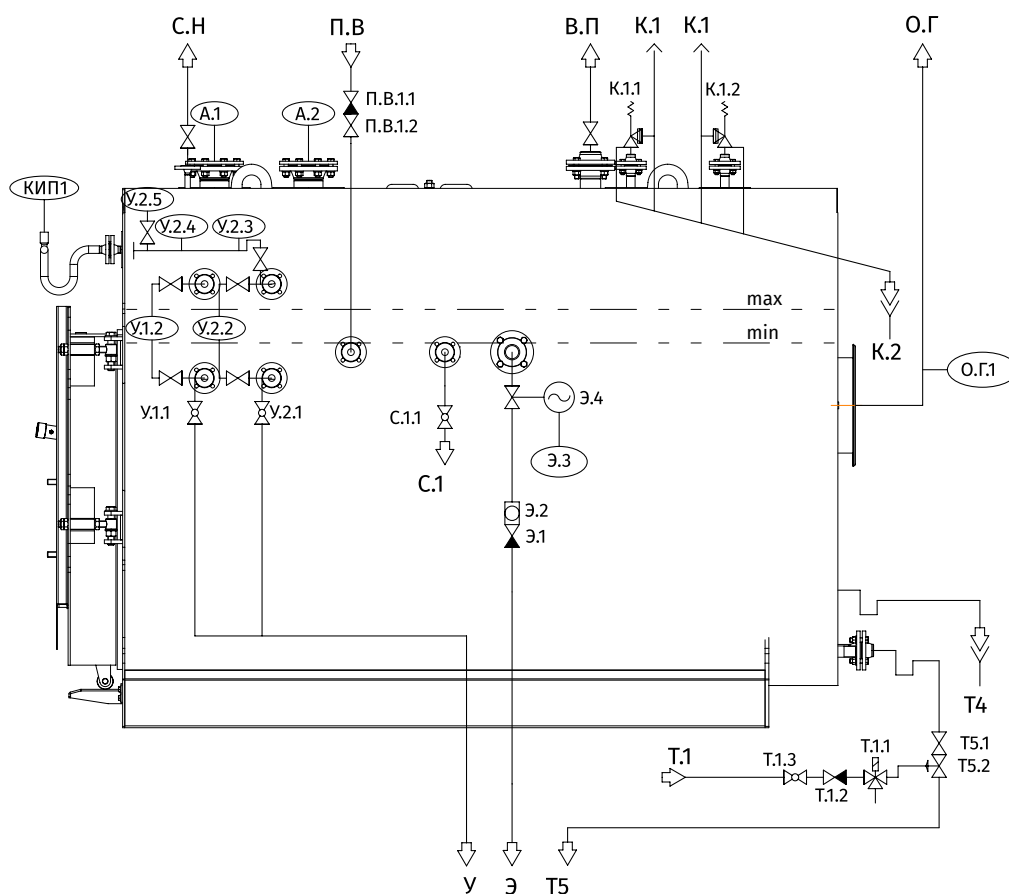 С.Н
П.В
В.П
К.1
К.1
О.Г
К.1.1
К.1.2
А.1
А.2
П.В.1.1
П.В.1.2
КИП1
У.2.5
У.2.4
У.2.3
max
У.1.2
У.2.2
min
К.2
О.Г.1
У.1.1
У.2.1
С.1.1
Э.4
Э.3
С.1
Э.2
Э.1
Т4
Т.1
Т.1.3
Т.1.1
Т5.1
Т5.2
Т.1.2
У
Э
Т5